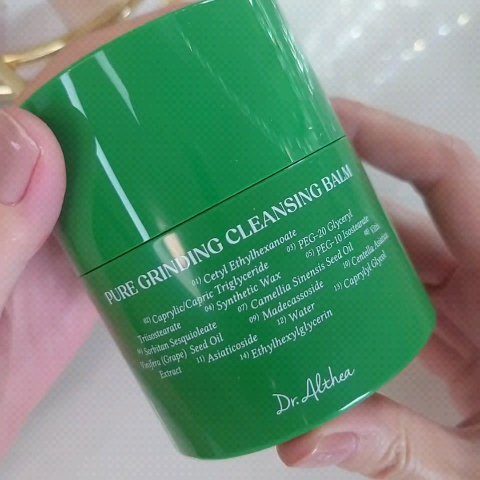 PURE GRINDING CLEANSING BALM
01) Cetyl Ethylhexanoate
02) Caprylic/Capric Triglyceride 03) PEG-20 Glyceryl
Triisostearate 04) Synthetic Wax 05) PEG-10 Isostearate
06) Sorbitan Sesquioleate 07) Camellia Sinensis Seed Oil 08) Vitis
Vinifera (Grape) Seed Oil 09) Madecassoside 10) Centella Asiatica
Extract 11) Asiaticoside 12) Water 13) Caprylyl Glycol
14) Ethylhexylglycerin
Dr. Althea